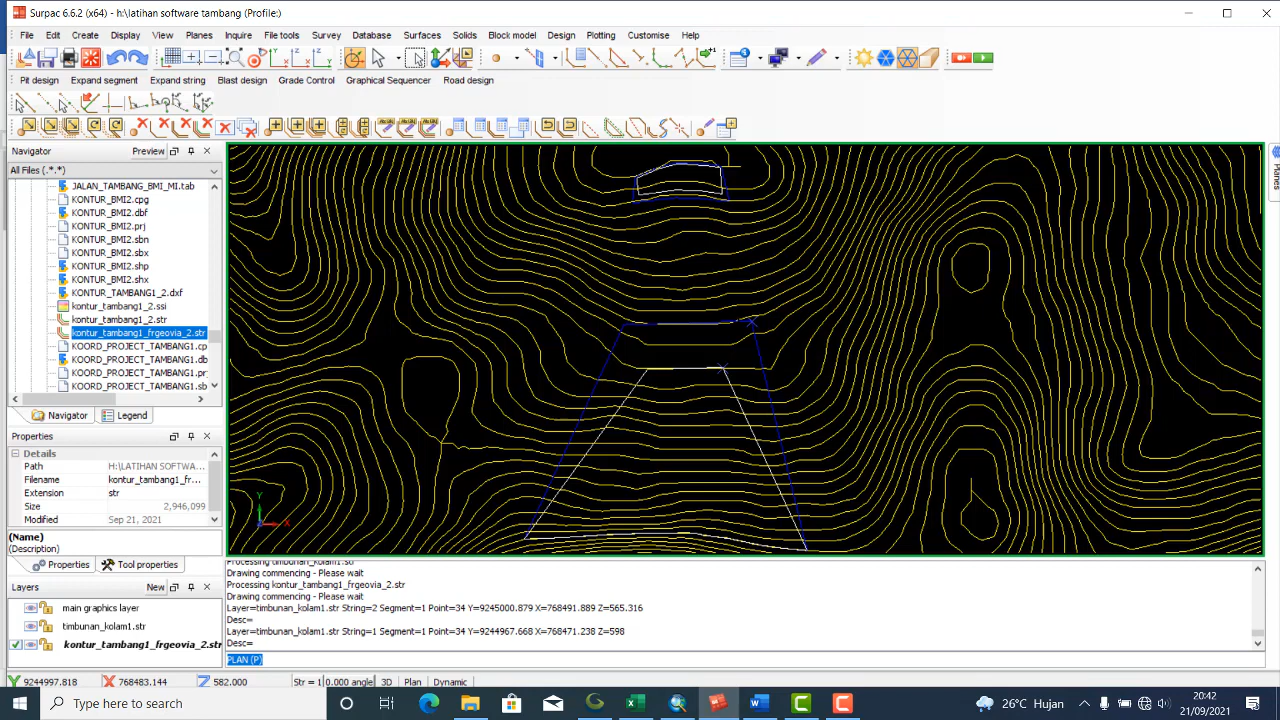 Surpac 6.6.2 (x64) - h:\latihan software tambang (Profile:)
File Edit Create Display View Planes Inquire File tools Survey Database Surfaces Solids Block model Design Plotting Customise Help
Pit design Expand segment Expand string Blast design Grade Control Graphical Sequencer Road design
Navigator Preview
All Files (*.*)
JALAN_TAMBANG_BMI_MI.tab
KONTUR_BMI2.cpg
KONTUR_BMI2.dbf
KONTUR_BMI2.prj
KONTUR_BMI2.sbn
KONTUR_BMI2.sbx
KONTUR_BMI2.shp
KONTUR_BMI2.shx
KONTUR_TAMBANG1_2.dxf
kontur_tambang1_2.ssi
kontur_tambang1_2.str
kontur_tambang1_frgeovia_2.str
KOORD_PROJECT_TAMBANG1.cp
KOORD_PROJECT_TAMBANG1.db
KOORD_PROJECT_TAMBANG1.pr
KOORD_PROJECT_TAMBANG1.sb
Navigator Legend
Properties
Details
Path H:\LATIHAN SOFTWA...
Filename kontur_tambang1_fr...
Extension str
Size 2,946,099
Modified Sep 21, 2021
(Name)
(Description)
Properties Tool properties
Layers New
main graphics layer
timbunan_kolam1.str
kontur_tambang1_frgeovia_2.str
Planes
Y
X
Processing timbunan_kolam1.str
Drawing commencing - Please wait
Processing kontur_tambang1_frgeovia_2.str
Drawing commencing - Please wait
Layer=timbunan_kolam1.str String=2 Segment=1 Point=34 Y=9245000.879 X=768491.889 Z=565.316
Desc=
Layer=timbunan_kolam1.str String=1 Segment=1 Point=34 Y=9244967.668 X=768471.238 Z=598
Desc=
PLAN (P)
Y 9244997.818 X 768483.144 Z 582.000 Str = 1 0.000 angle 3D Plan Dynamic
Type here to search
26°C Hujan
20:42
21/09/2021